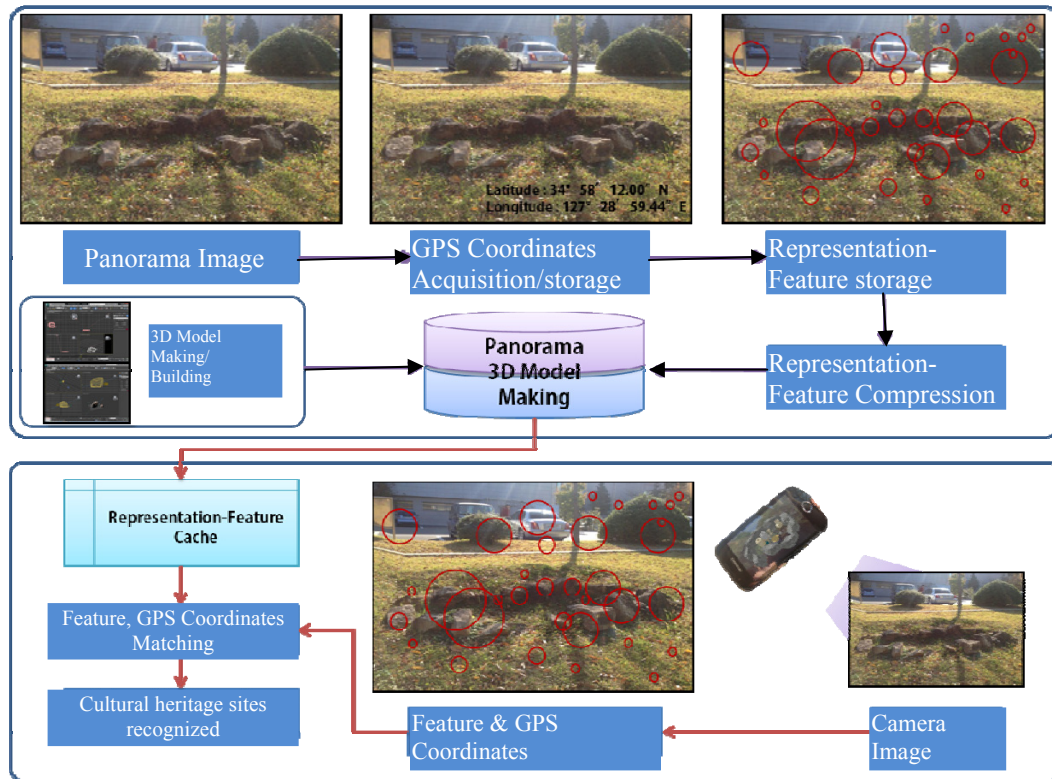 Latitude : 34° 58' 12.00" N
Longitude : 127° 28' 59.44" E
Panorama Image
GPS Coordinates
Acquisition/storage
Representation-
Feature storage
3D Model
Making/
Building
Panorama
3D Model
Making
Representation-
Feature Compression
Representation-Feature
Cache
Feature, GPS Coordinates
Matching
Cultural heritage sites
recognized
Feature & GPS
Coordinates
Camera
Image